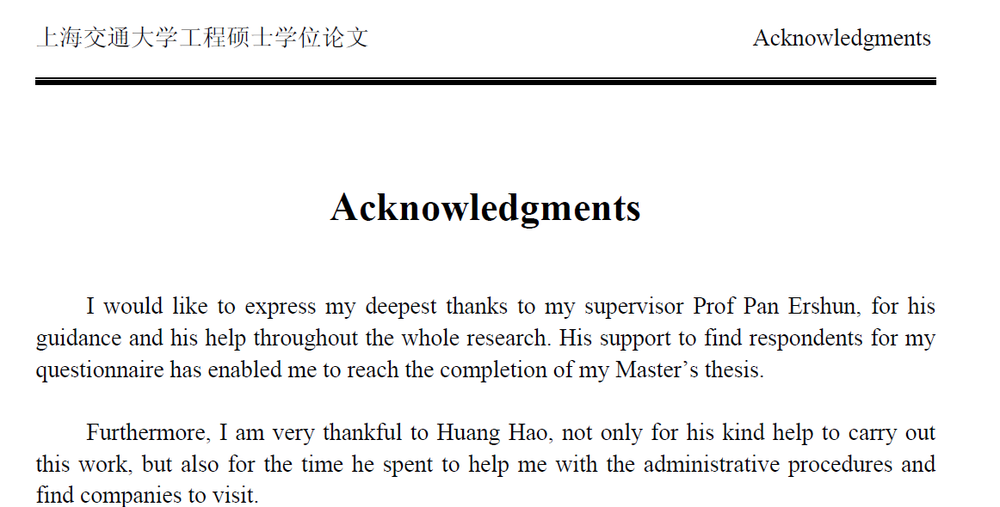 上海交通大学工程硕士学位论文 Acknowledgments
Acknowledgments
I would like to express my deepest thanks to my supervisor Prof Pan Ershun, for his
guidance and his help throughout the whole research. His support to find respondents for my
questionnaire has enabled me to reach the completion of my Master’s thesis.
Furthermore, I am very thankful to Huang Hao, not only for his kind help to carry out
this work, but also for the time he spent to help me with the administrative procedures and
find companies to visit.